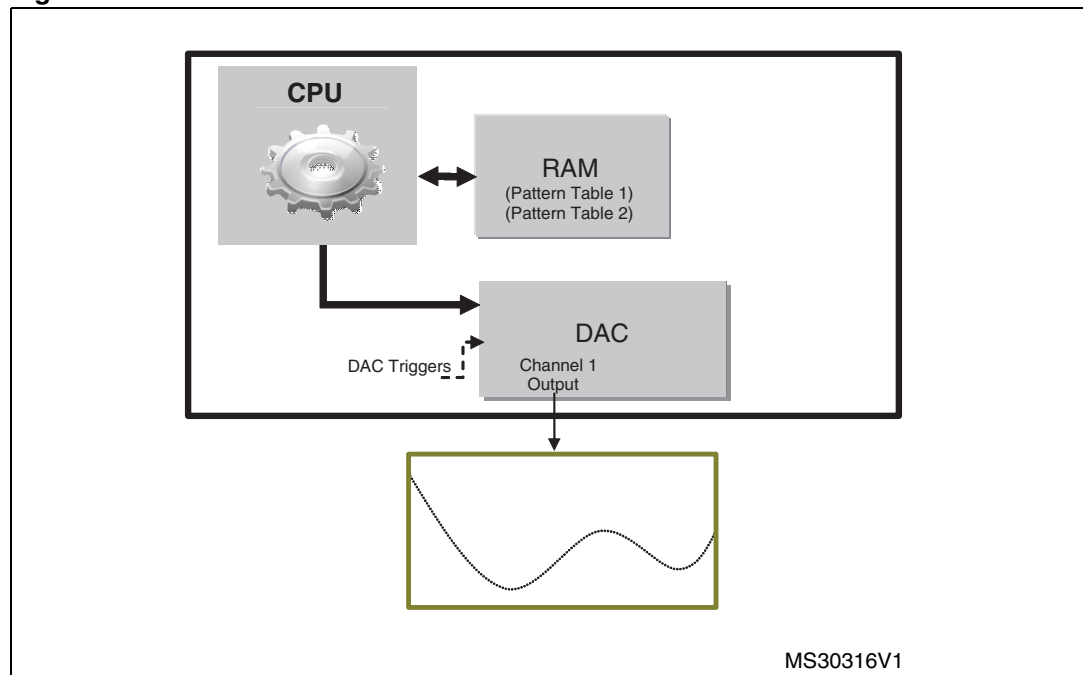 CPU
RAM
(Pattern Table 1)
(Pattern Table 2)
DAC
DAC Triggers
Channel 1
Output
MS30316V1